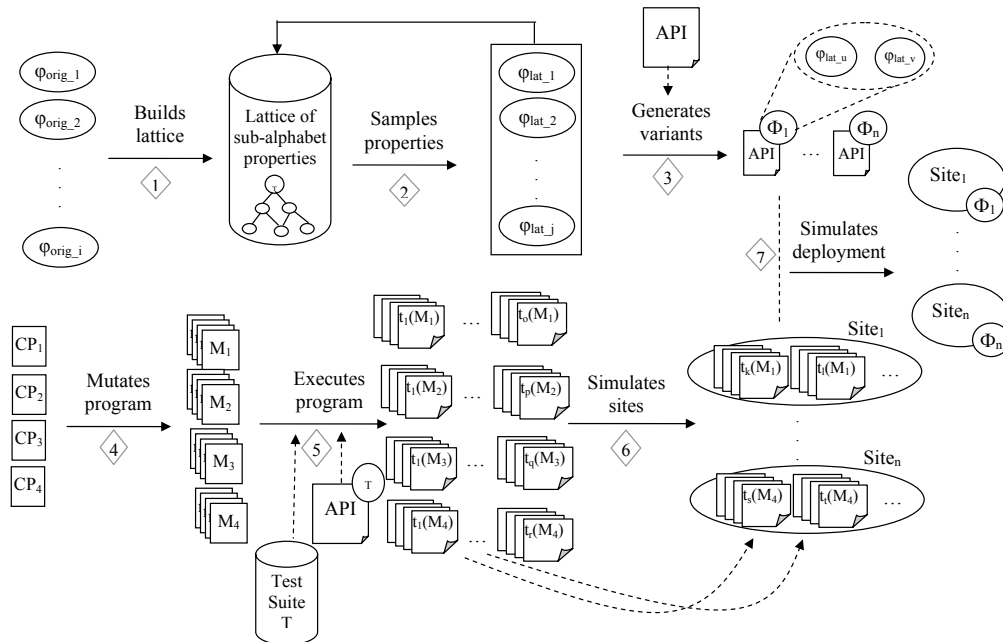 φorig_1
φorig_2
φorig_i
Builds
lattice
1
Lattice of
sub-alphabet
properties
T
Samples
properties
2
φlat_1
φlat_2
φlat_j
API
Generates
variants
3
φlat_u
φlat_v
Φ1
API
...
Φn
API
Site1
Φ1
Siten
Φn
7
Simulates
deployment
CP1
CP2
CP3
CP4
Mutates
program
4
M1
M2
M3
M4
Executes
program
5
API
T
Test
Suite
T
t1(M1)
...
to(M1)
t1(M2)
...
tp(M2)
t1(M3)
...
tq(M3)
t1(M4)
...
tr(M4)
Simulates
sites
6
Site1
tk(M1)
tl(M1)
...
Siten
ts(M4)
tt(M4)
...